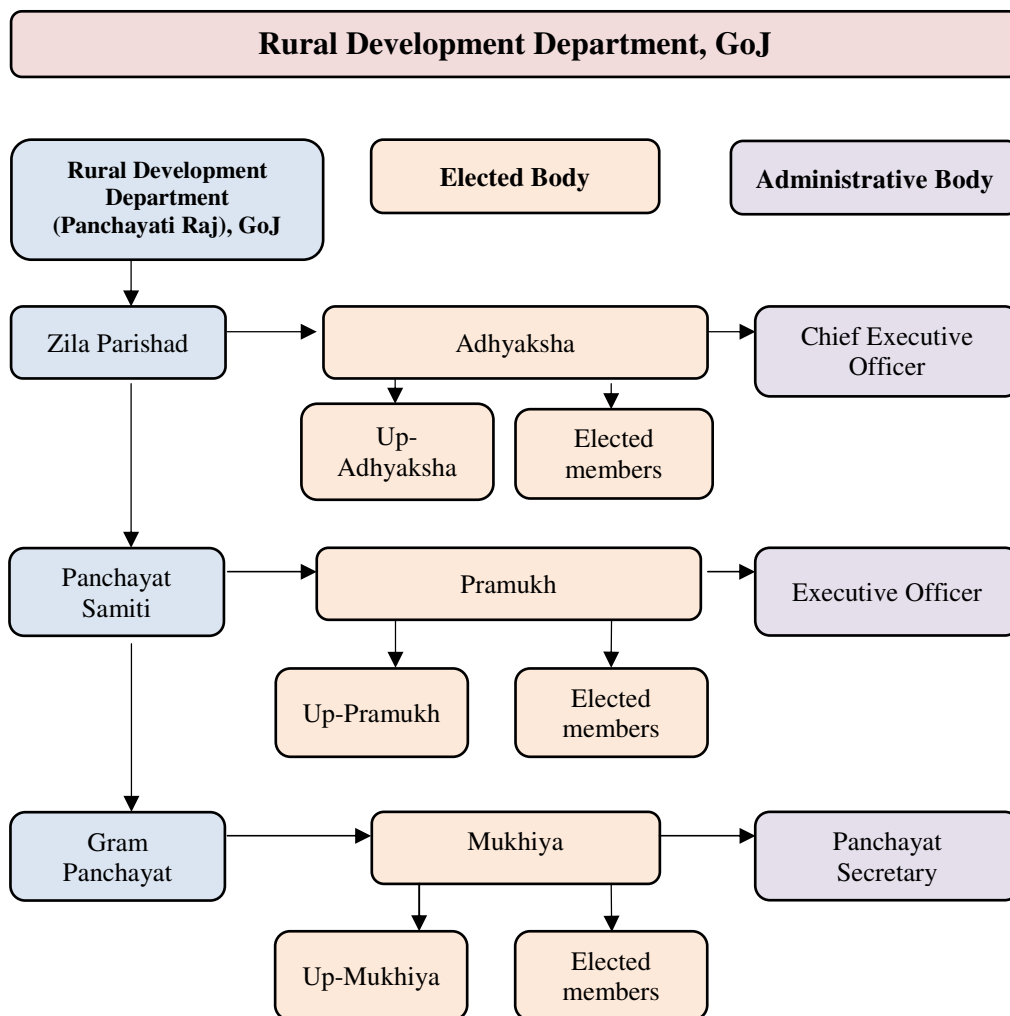 Rural Development Department, GoJ
Rural Development
Department
(Panchayati Raj), GoJ
Elected Body
Administrative Body
Zila Parishad
Adhyaksha
Chief Executive
Officer
Up-
Adhyaksha
Elected
members
Panchayat
Samiti
Pramukh
Executive Officer
Up-Pramukh
Elected
members
Gram
Panchayat
Mukhiya
Panchayat
Secretary
Up-Mukhiya
Elected
members